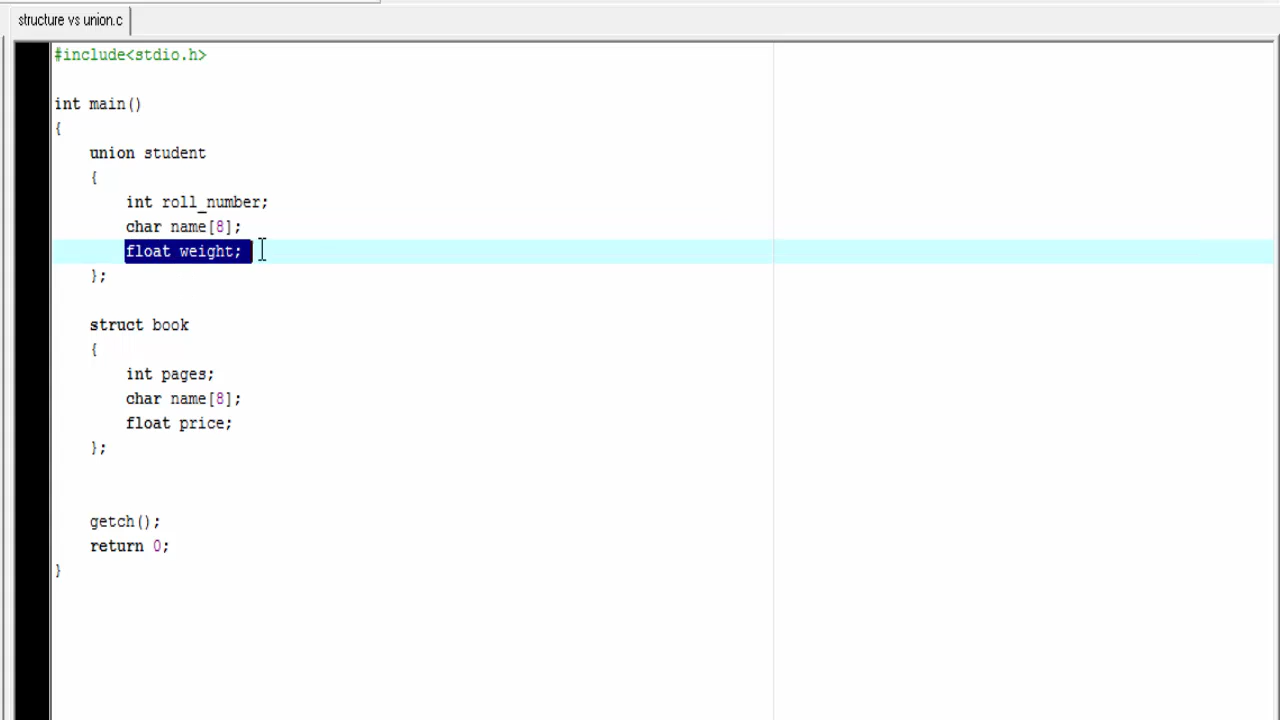 structure vs union.c
#include<stdio.h>
int main()
{
union student
{
int roll_number;
char name[8];
float weight;
};
struct book
{
int pages;
char name[8];
float price;
};
getch();
return 0;
}